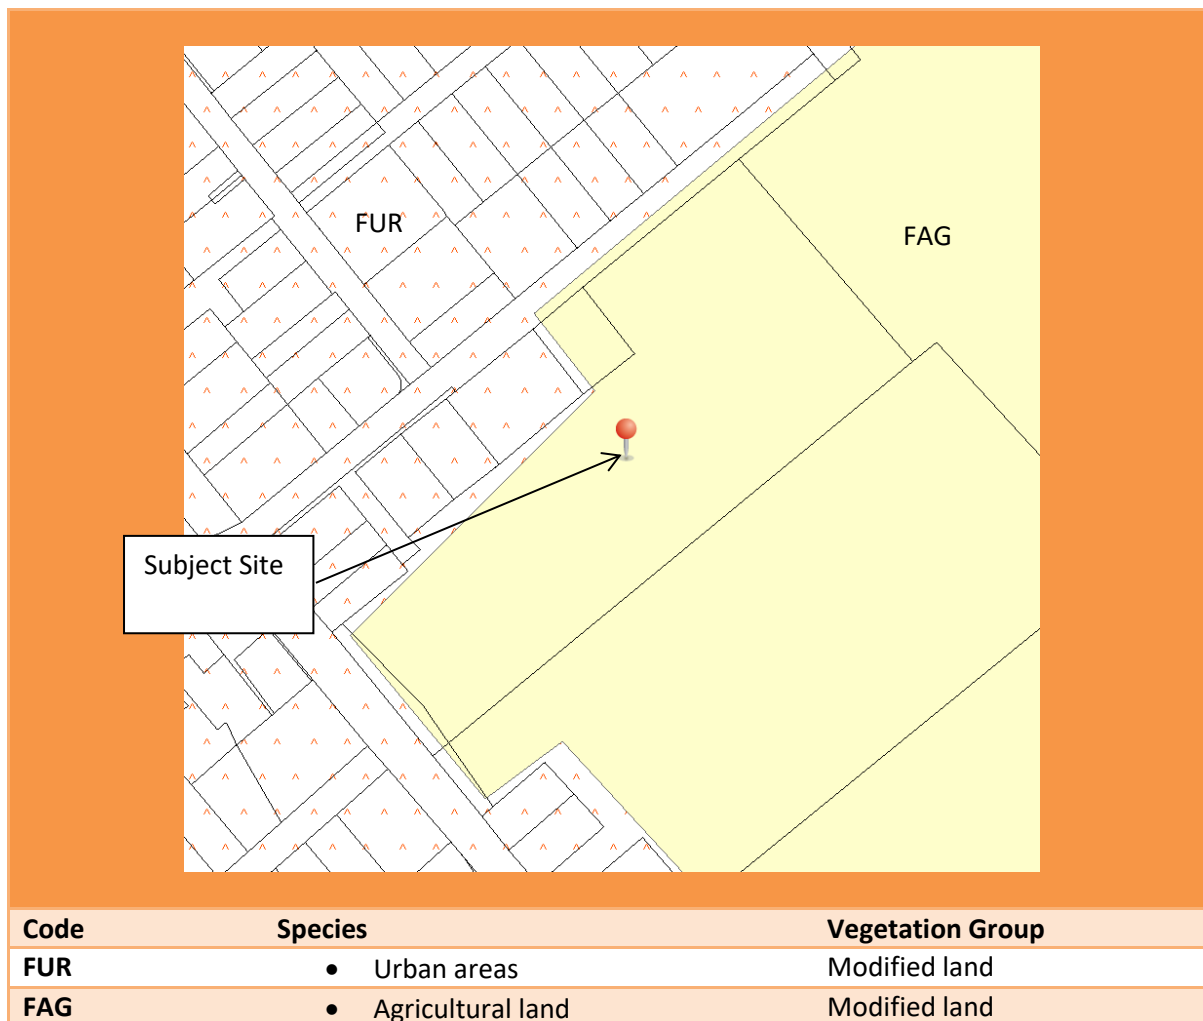 FUR
FAG
Subject Site
Code Species Vegetation Group
FUR • Urban areas Modified land
FAG • Agricultural land Modified land